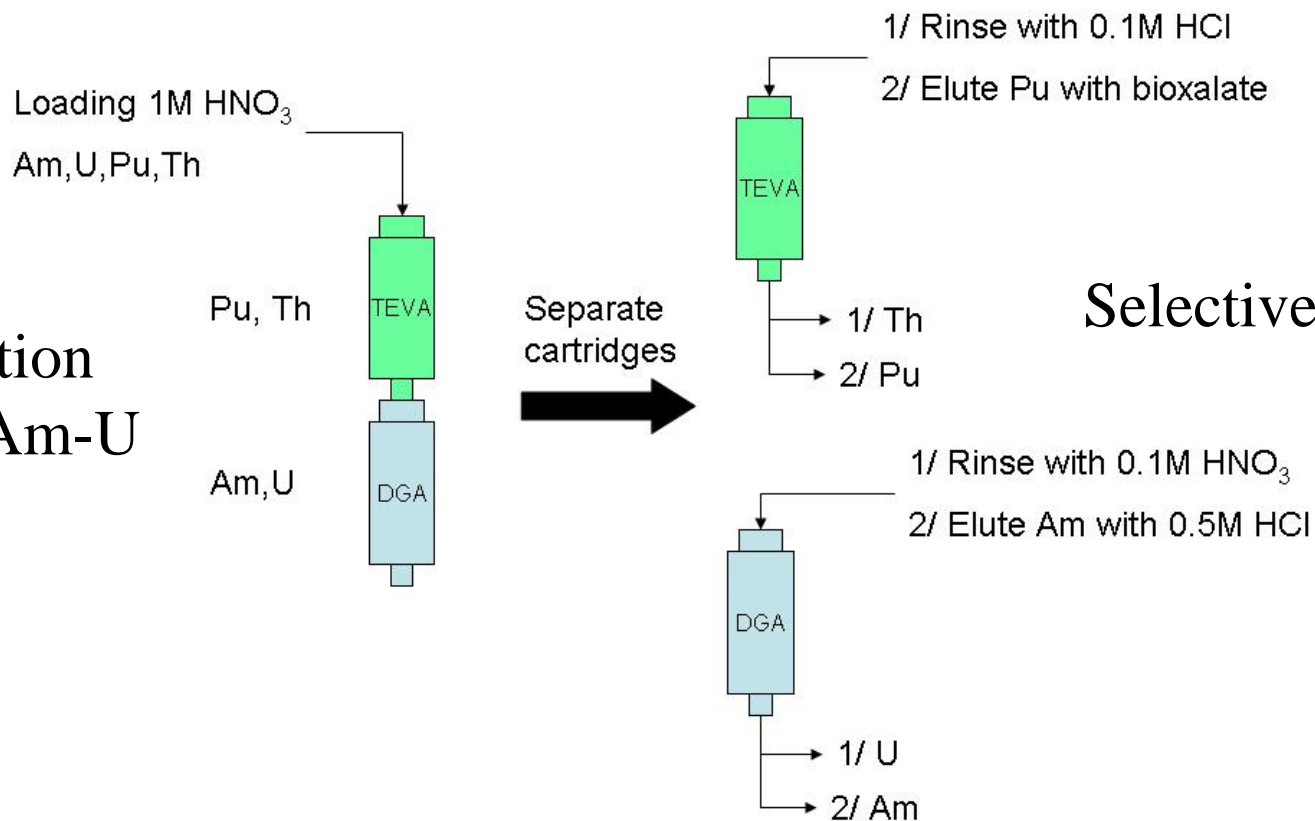 Loading 1M HNO₃
Am,U,Pu,Th
Pu, Th
TEVA
Am,U
DGA
tion
Am-U
Separate
cartridges
1/ Rinse with 0.1M HCl
2/ Elute Pu with bioxalate
TEVA
1/ Th
2/ Pu
Selective
1/ Rinse with 0.1M HNO₃
2/ Elute Am with 0.5M HCl
DGA
1/ U
2/ Am